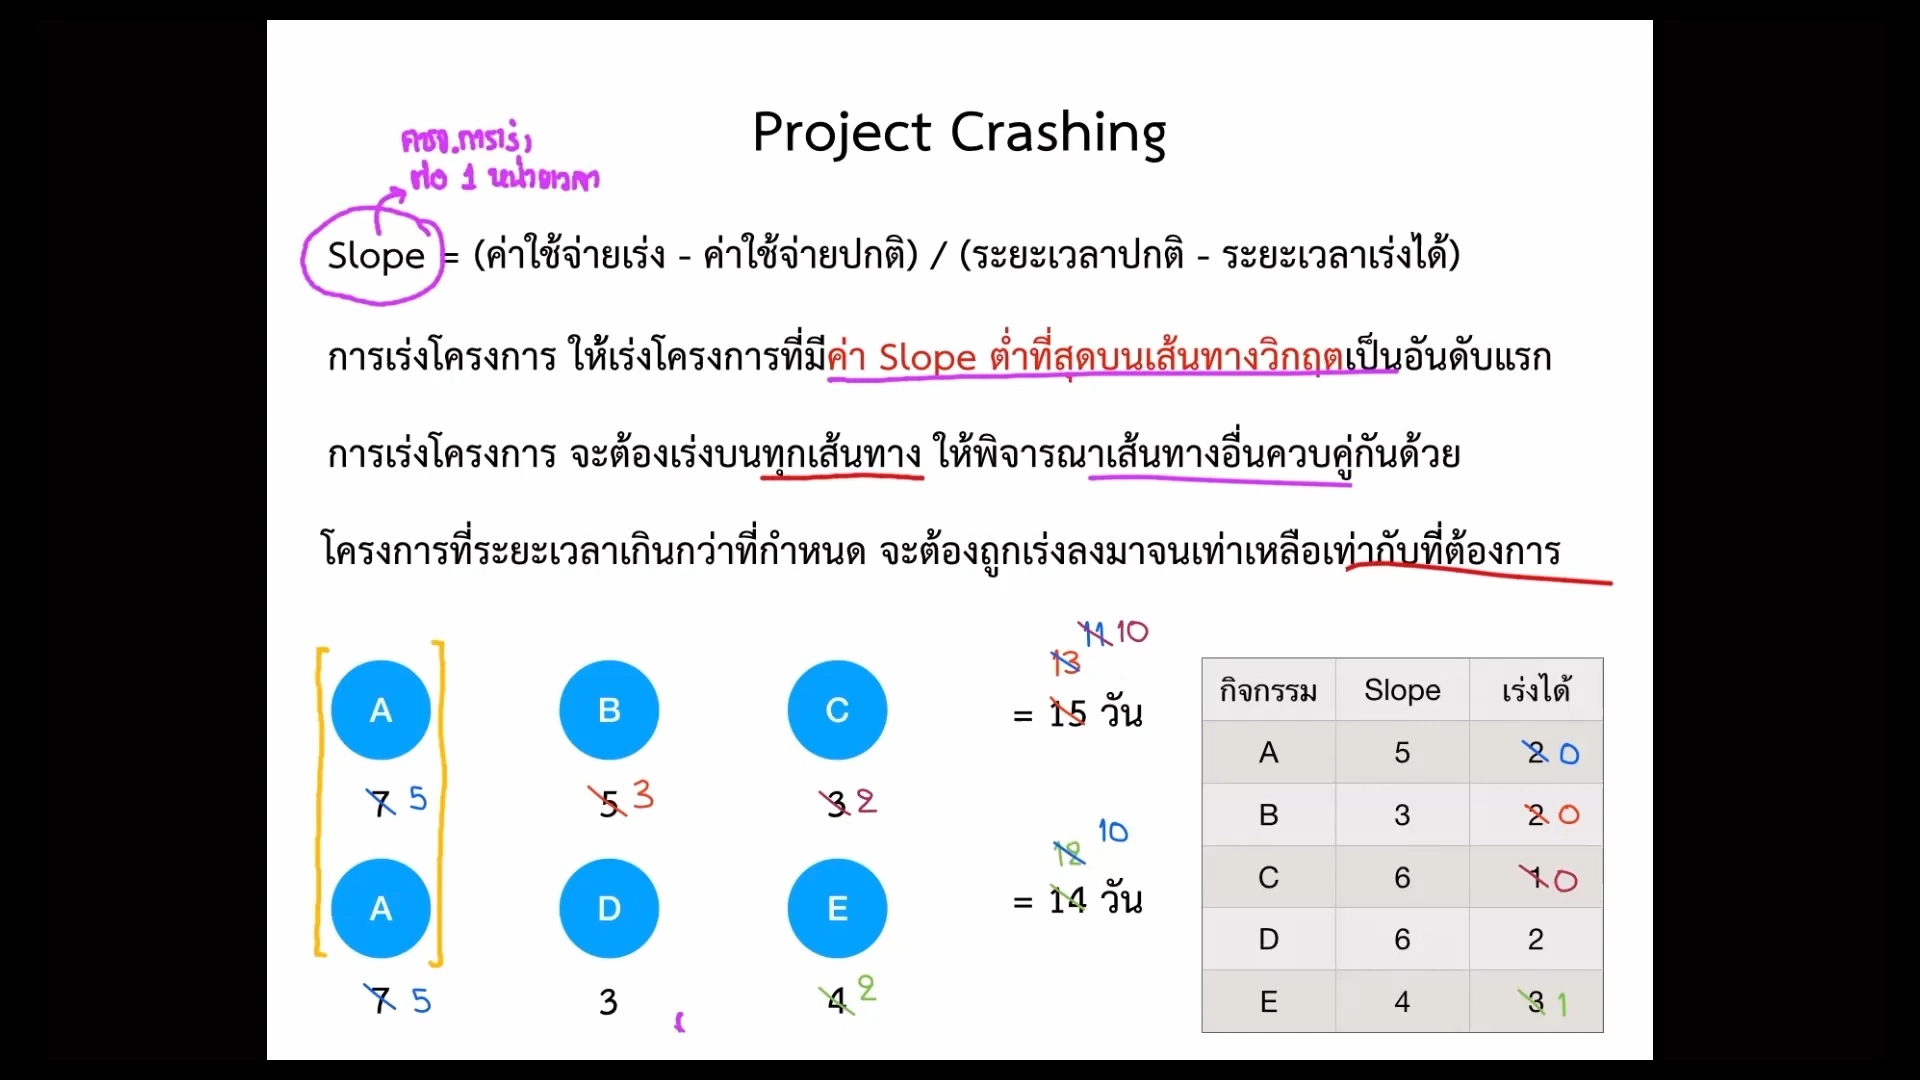 Project Crashing
คชจ.การเร่ง
ต่อ 1 หน่วยเวลา
Slope = (ค่าใช้จ่ายเร่ง - ค่าใช้จ่ายปกติ) / (ระยะเวลาปกติ - ระยะเวลาเร่งได้)
การเร่งโครงการ ให้เร่งโครงการที่มีค่า Slope ต่ำที่สุดบนเส้นทางวิกฤตเป็นอันดับแรก
การเร่งโครงการ จะต้องเร่งบนทุกเส้นทาง ให้พิจารณาเส้นทางอื่นควบคู่กันด้วย
โครงการที่ระยะเวลาเกินกว่าที่กำหนด จะต้องถูกเร่งลงมาจนเท่าเหลือเท่ากับที่ต้องการ
11 10
13
A B C = 15 วัน
7 5 5 3 3 2
10
12
A D E = 14 วัน
7 5 3 4 2
กิจกรรม Slope เร่งได้
A 5 2 0
B 3 2 0
C 6 1 0
D 6 2
E 4 3 1